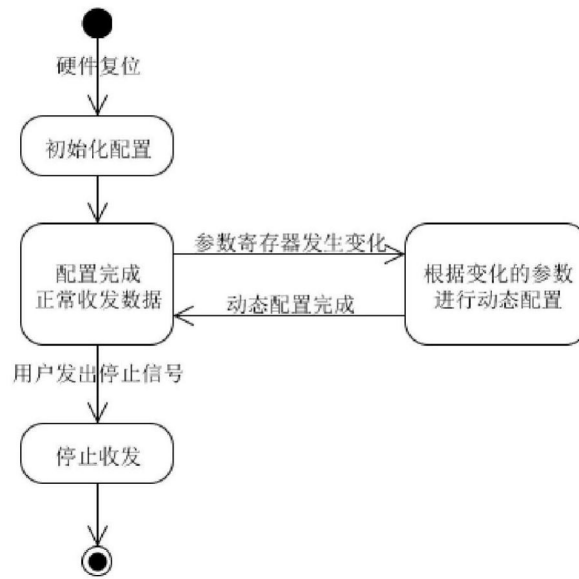 硬件复位
初始化配置
参数寄存器发生变化
配置完成
正常收发数据
根据变化的参数
进行动态配置
动态配置完成
用户发出停止信号
停止收发